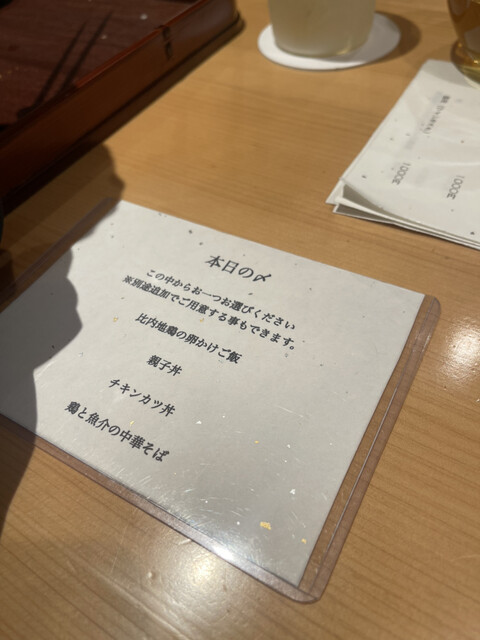 本日の〆
この中からお一つお選びください
※別途追加でご用意する事もできます。
比内地鶏の卵かけご飯
親子丼
チキンカツ丼
鶏と魚介の中華そば